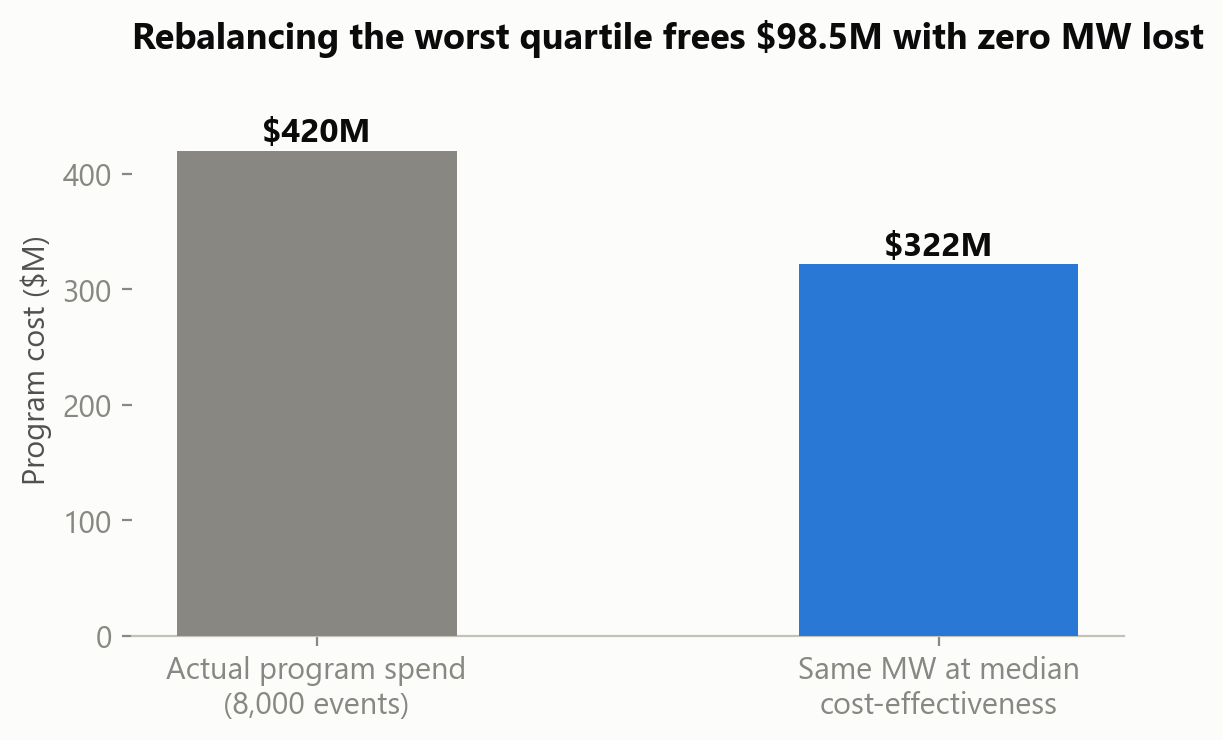 Rebalancing the worst quartile frees $98.5M with zero MW lost
$420M
$322M
Program cost ($M)
400
300
200
100
0
Actual program spend
(8,000 events)
Same MW at median
cost-effectiveness